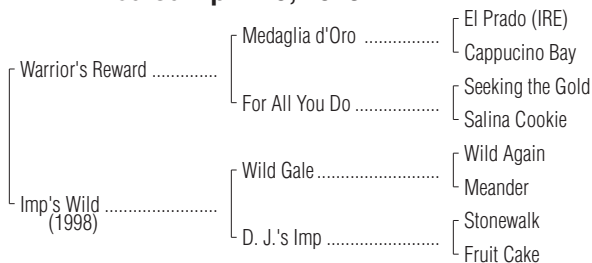 El Prado (IRE)
Medaglia d'Oro ...............
Cappucino Bay
Warrior's Reward .............
Seeking the Gold
For All You Do .................
Salina Cookie
Wild Again
Wild Gale .........................
Meander
Imp's Wild .......................
(1998)
Stonewalk
D. J.'s Imp .......................
Fruit Cake